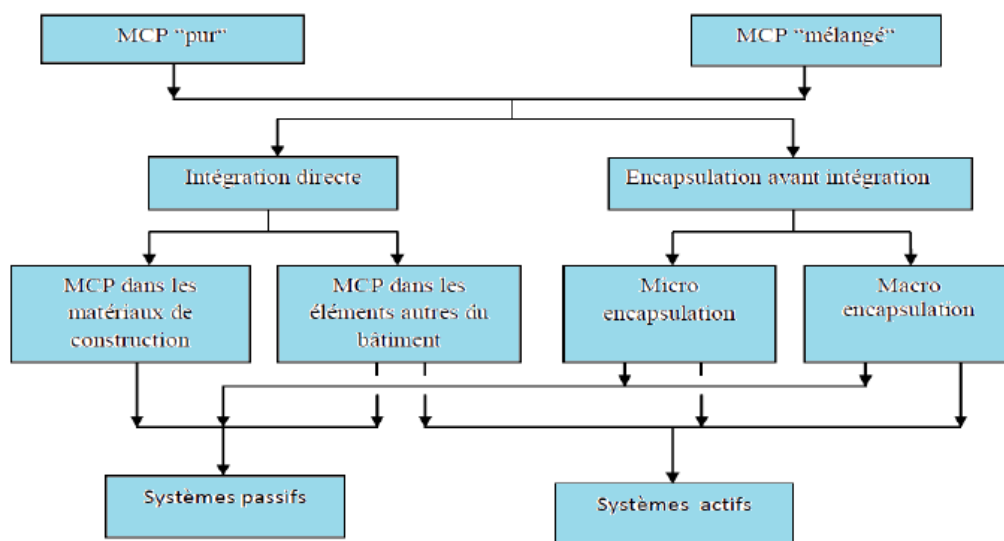 MCP “pur“
MCP “mélangé“
Intégration directe
Encapsulation avant intégration
MCP dans les
matériaux de
construction
MCP dans les
éléments autres du
bâtiment
Micro
encapsulation
Macro
encapsulation
Systèmes passifs
Systèmes actifs